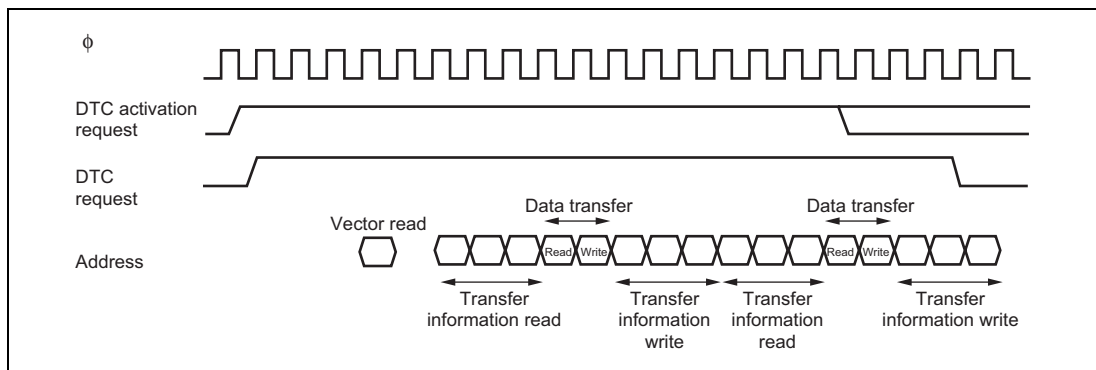 ϕ
DTC activation
request
DTC
request
Data transfer
Data transfer
Vector read
Address
Read
Write
Read
Write
Transfer
information read
Transfer
information
write
Transfer
information
read
Transfer
information write